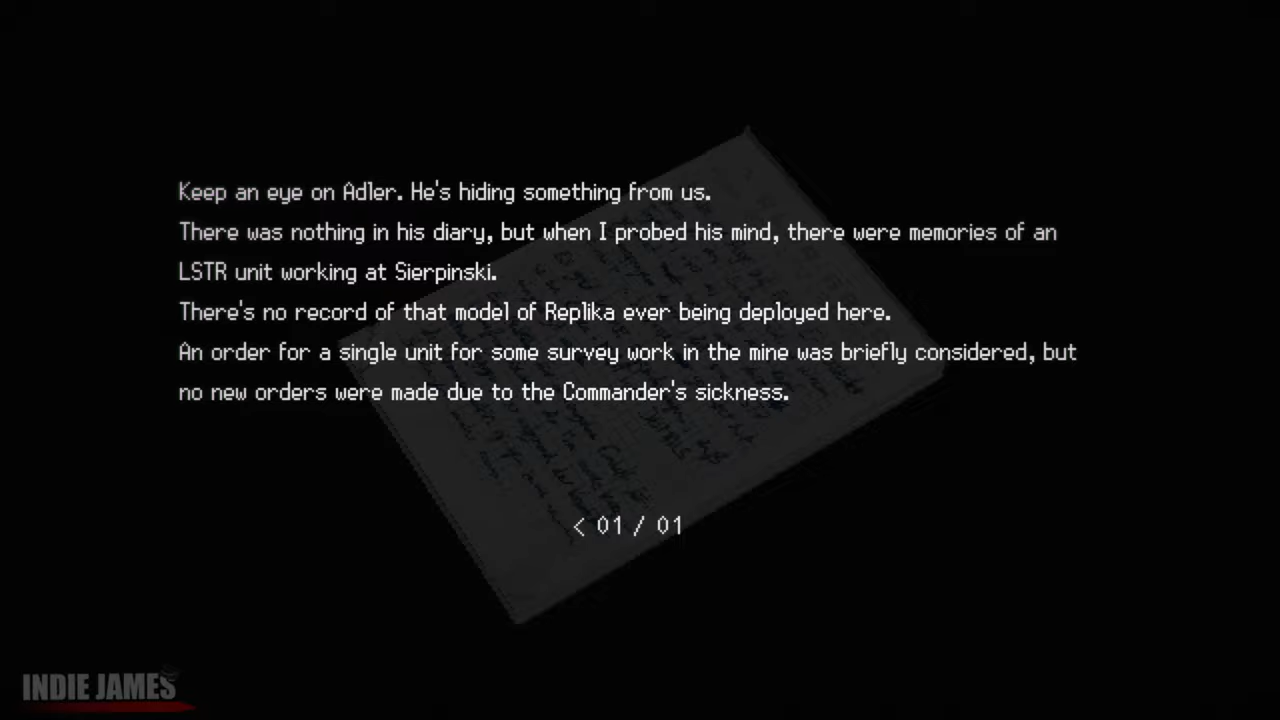 Keep an eye on Adler. He's hiding something from us.
There was nothing in his diary, but when I probed his mind, there were memories of an
LSTR unit working at Sierpinski.
There's no record of that model of Replika ever being deployed here.
An order for a single unit for some survey work in the mine was briefly considered, but
no new orders were made due to the Commander's sickness.
< 01 / 01
INDIE JAMES